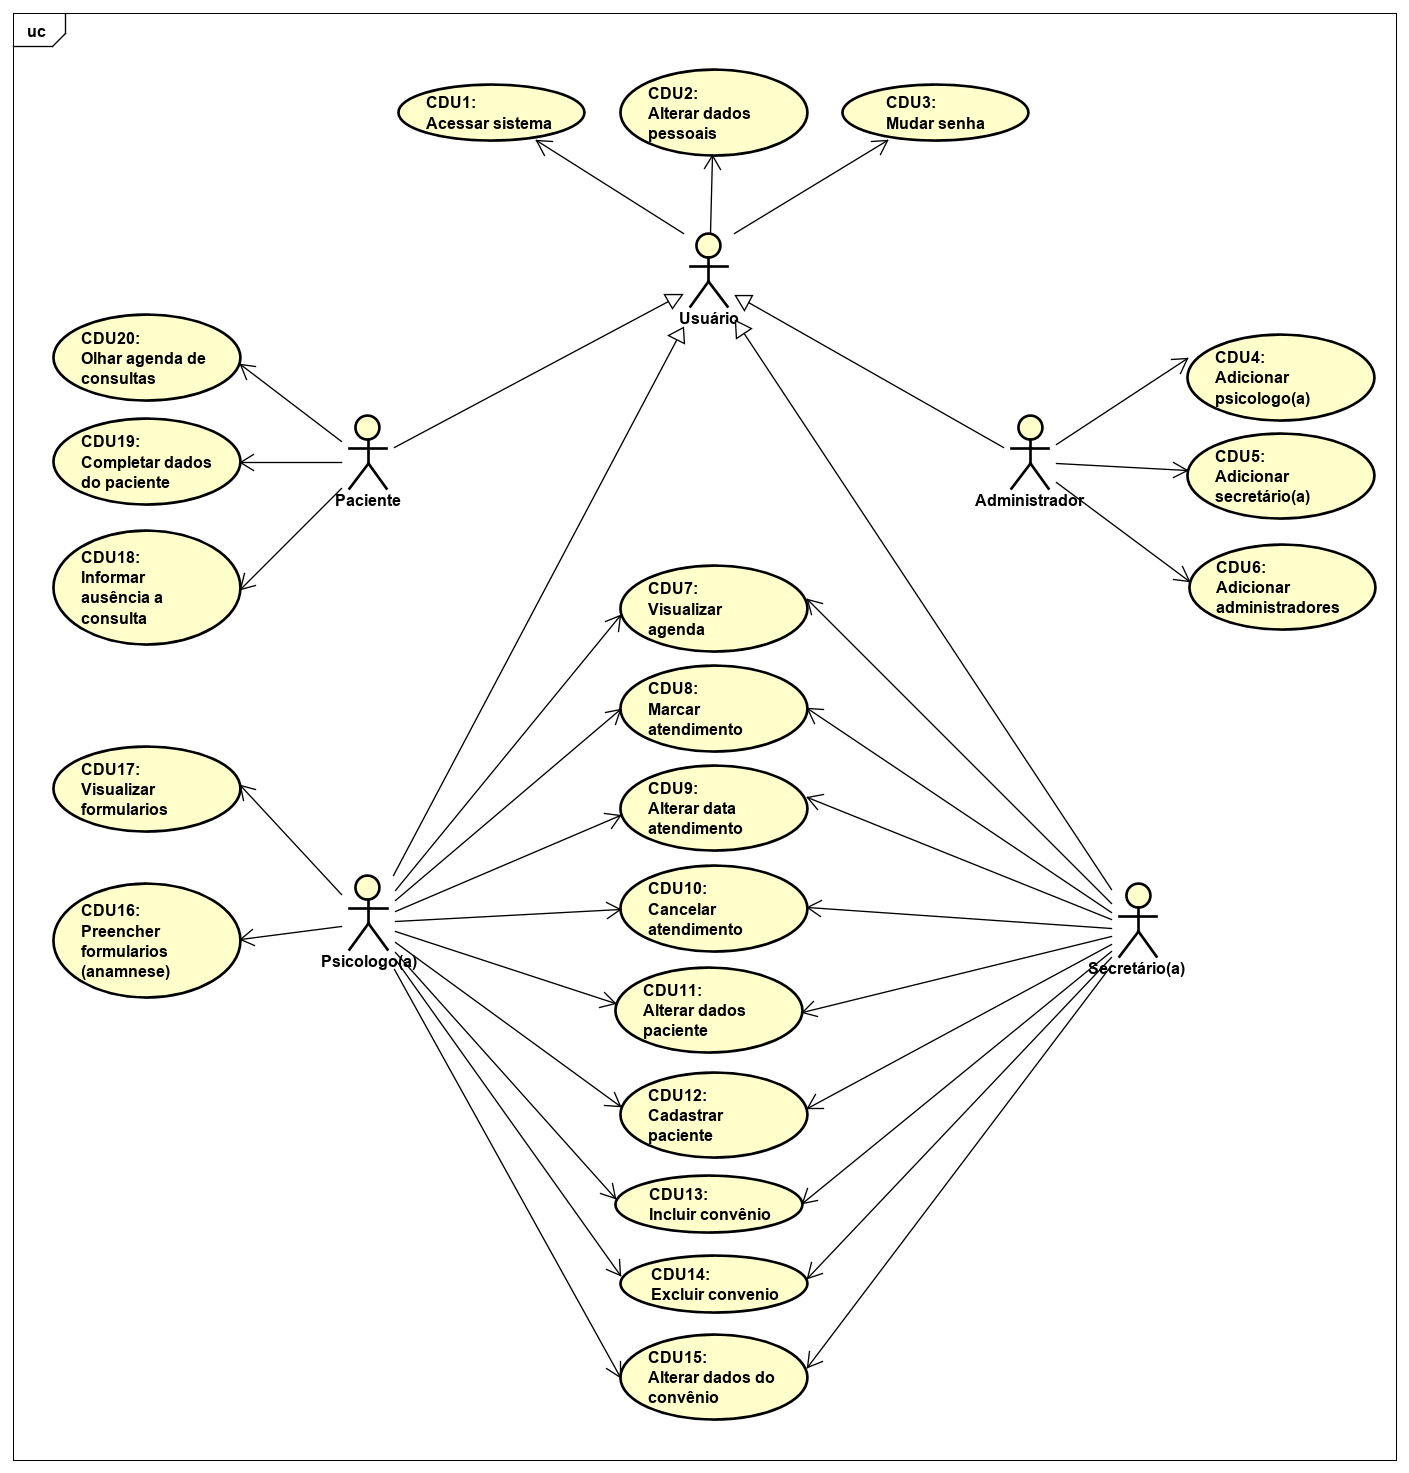 uc
CDU1:
Acessar sistema
CDU2:
Alterar dados
pessoais
CDU3:
Mudar senha
Usuário
CDU20:
Olhar agenda de
consultas
CDU19:
Completar dados
do paciente
CDU18:
Informar
ausência a
consulta
Paciente
Administrador
CDU4:
Adicionar
psicologo(a)
CDU5:
Adicionar
secretário(a)
CDU6:
Adicionar
administradores
CDU7:
Visualizar
agenda
CDU8:
Marcar
atendimento
CDU9:
Alterar data
atendimento
CDU10:
Cancelar
atendimento
CDU11:
Alterar dados
paciente
CDU12:
Cadastrar
paciente
CDU13:
Incluir convênio
CDU14:
Excluir convenio
CDU15:
Alterar dados do
convênio
CDU17:
Visualizar
formularios
CDU16:
Preencher
formularios
(anamnese)
Psicologo(a)
Secretário(a)